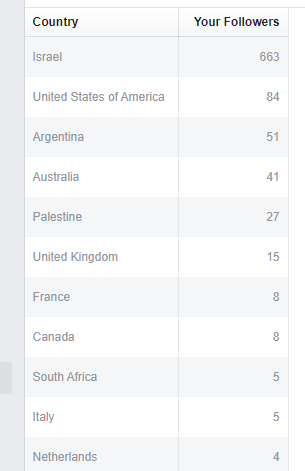 Country Your Followers
Israel 663
United States of America 84
Argentina 51
Australia 41
Palestine 27
United Kingdom 15
France 8
Canada 8
South Africa 5
Italy 5
Netherlands 4